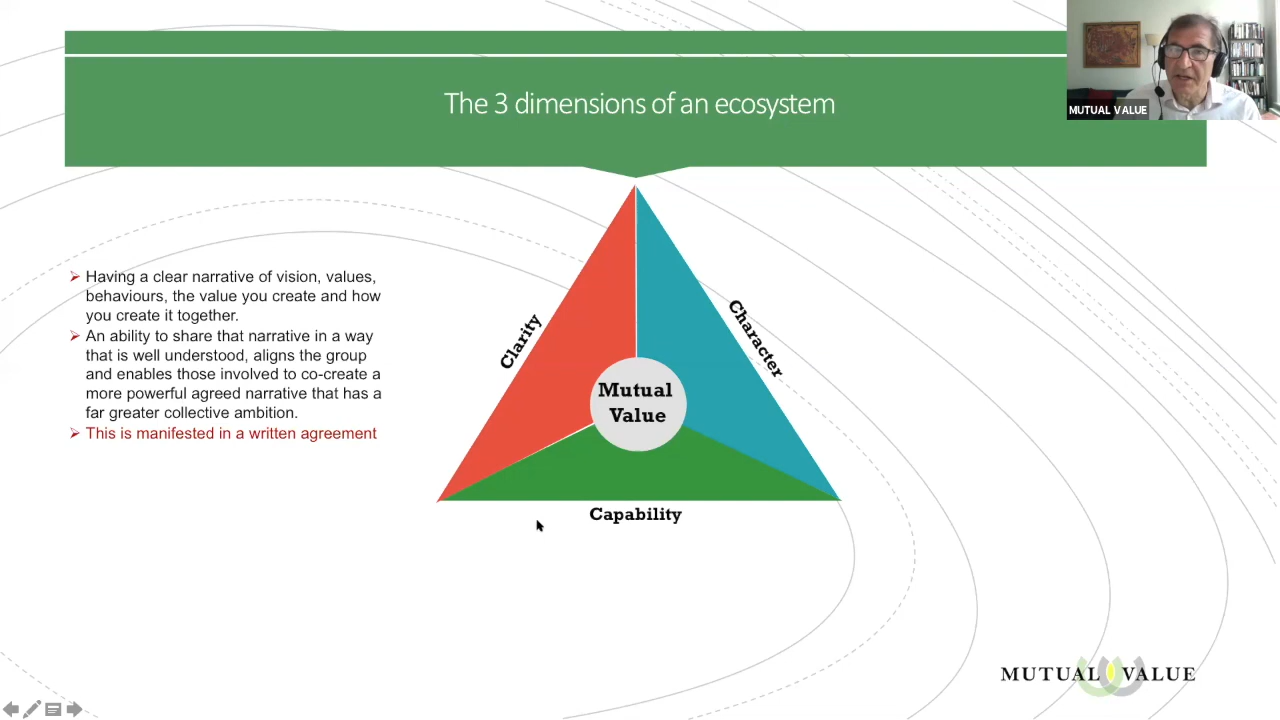 The 3 dimensions of an ecosystem
MUTUAL VALUE
Having a clear narrative of vision, values,
behaviours, the value you create and how
you create it together.
An ability to share that narrative in a way
that is well understood, aligns the group
and enables those involved to co-create a
more powerful agreed narrative that has a
far greater collective ambition.
This is manifested in a written agreement
Clarity
Character
Mutual
Value
Capability
MUTUAL VALUE